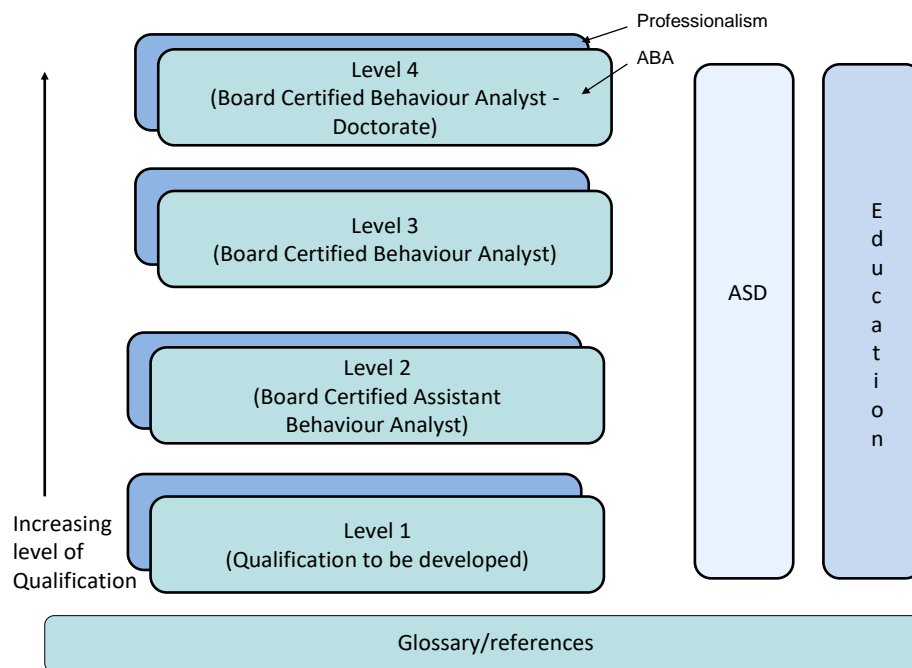 Professionalism
ABA
Level 4
(Board Certified Behaviour Analyst -
Doctorate)
Level 3
(Board Certified Behaviour Analyst)
ASD
Education
Level 2
(Board Certified Assistant
Behaviour Analyst)
Level 1
(Qualification to be developed)
Increasing
level of
Qualification
Glossary/references